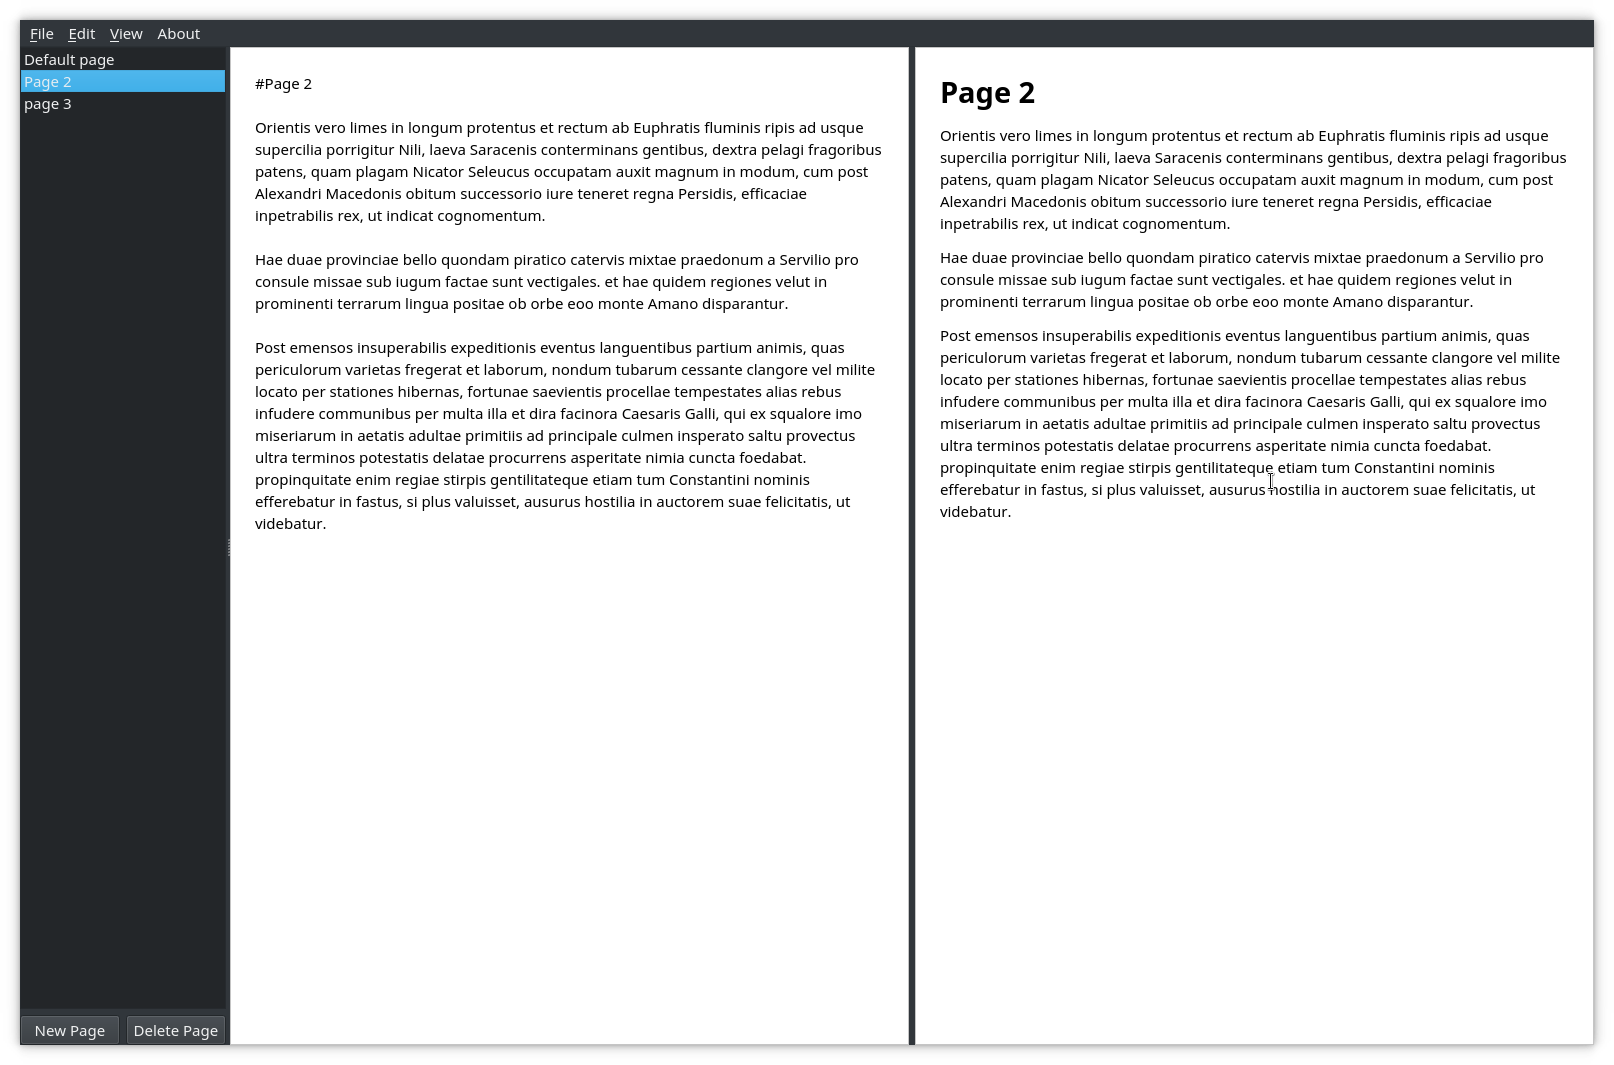 File Edit View About
Default page
Page 2
page 3
New Page Delete Page
#Page 2
Orientis vero limes in longum protentus et rectum ab Euphratis fluminis ripis ad usque
supercilia porrigitur Nili, laeva Saracenis conterminans gentibus, dextra pelagi fragoribus
patens, quam plagam Nicator Seleucus occupatam auxit magnum in modum, cum post
Alexandri Macedonis obitum successorio iure teneret regna Persidis, efficaciae
inpetrabilis rex, ut indicat cognomentum.
Hae duae provinciae bello quondam piratico catervis mixtae praedonum a Servilio pro
consule missae sub iugum factae sunt vectigales. et hae quidem regiones velut in
prominenti terrarum lingua positae ob orbe eoo monte Amano disparantur.
Post emensos insuperabilis expeditionis eventus languentibus partium animis, quas
periculorum varietas fregerat et laborum, nondum tubarum cessante clangore vel milite
locato per stationes hibernas, fortunae saevientis procellae tempestates alias rebus
infudere communibus per multa illa et dira facinora Caesaris Galli, qui ex squalore imo
miseriarum in aetatis adultae primitiis ad principale culmen insperato saltu provectus
ultra terminos potestatis delatae procurrens asperitate nimia cuncta foedabat.
propinquitate enim regiae stirpis gentilitateque etiam tum Constantini nominis
efferebatur in fastus, si plus valuisset, ausurus hostilia in auctorem suae felicitatis, ut
videbatur.
Page 2
Orientis vero limes in longum protentus et rectum ab Euphratis fluminis ripis ad usque
supercilia porrigitur Nili, laeva Saracenis conterminans gentibus, dextra pelagi fragoribus
patens, quam plagam Nicator Seleucus occupatam auxit magnum in modum, cum post
Alexandri Macedonis obitum successorio iure teneret regna Persidis, efficaciae
inpetrabilis rex, ut indicat cognomentum.
Hae duae provinciae bello quondam piratico catervis mixtae praedonum a Servilio pro
consule missae sub iugum factae sunt vectigales. et hae quidem regiones velut in
prominenti terrarum lingua positae ob orbe eoo monte Amano disparantur.
Post emensos insuperabilis expeditionis eventus languentibus partium animis, quas
periculorum varietas fregerat et laborum, nondum tubarum cessante clangore vel milite
locato per stationes hibernas, fortunae saevientis procellae tempestates alias rebus
infudere communibus per multa illa et dira facinora Caesaris Galli, qui ex squalore imo
miseriarum in aetatis adultae primitiis ad principale culmen insperato saltu provectus
ultra terminos potestatis delatae procurrens asperitate nimia cuncta foedabat.
propinquitate enim regiae stirpis gentilitateque etiam tum Constantini nominis
efferebatur in fastus, si plus valuisset, ausurus hostilia in auctorem suae felicitatis, ut
videbatur.